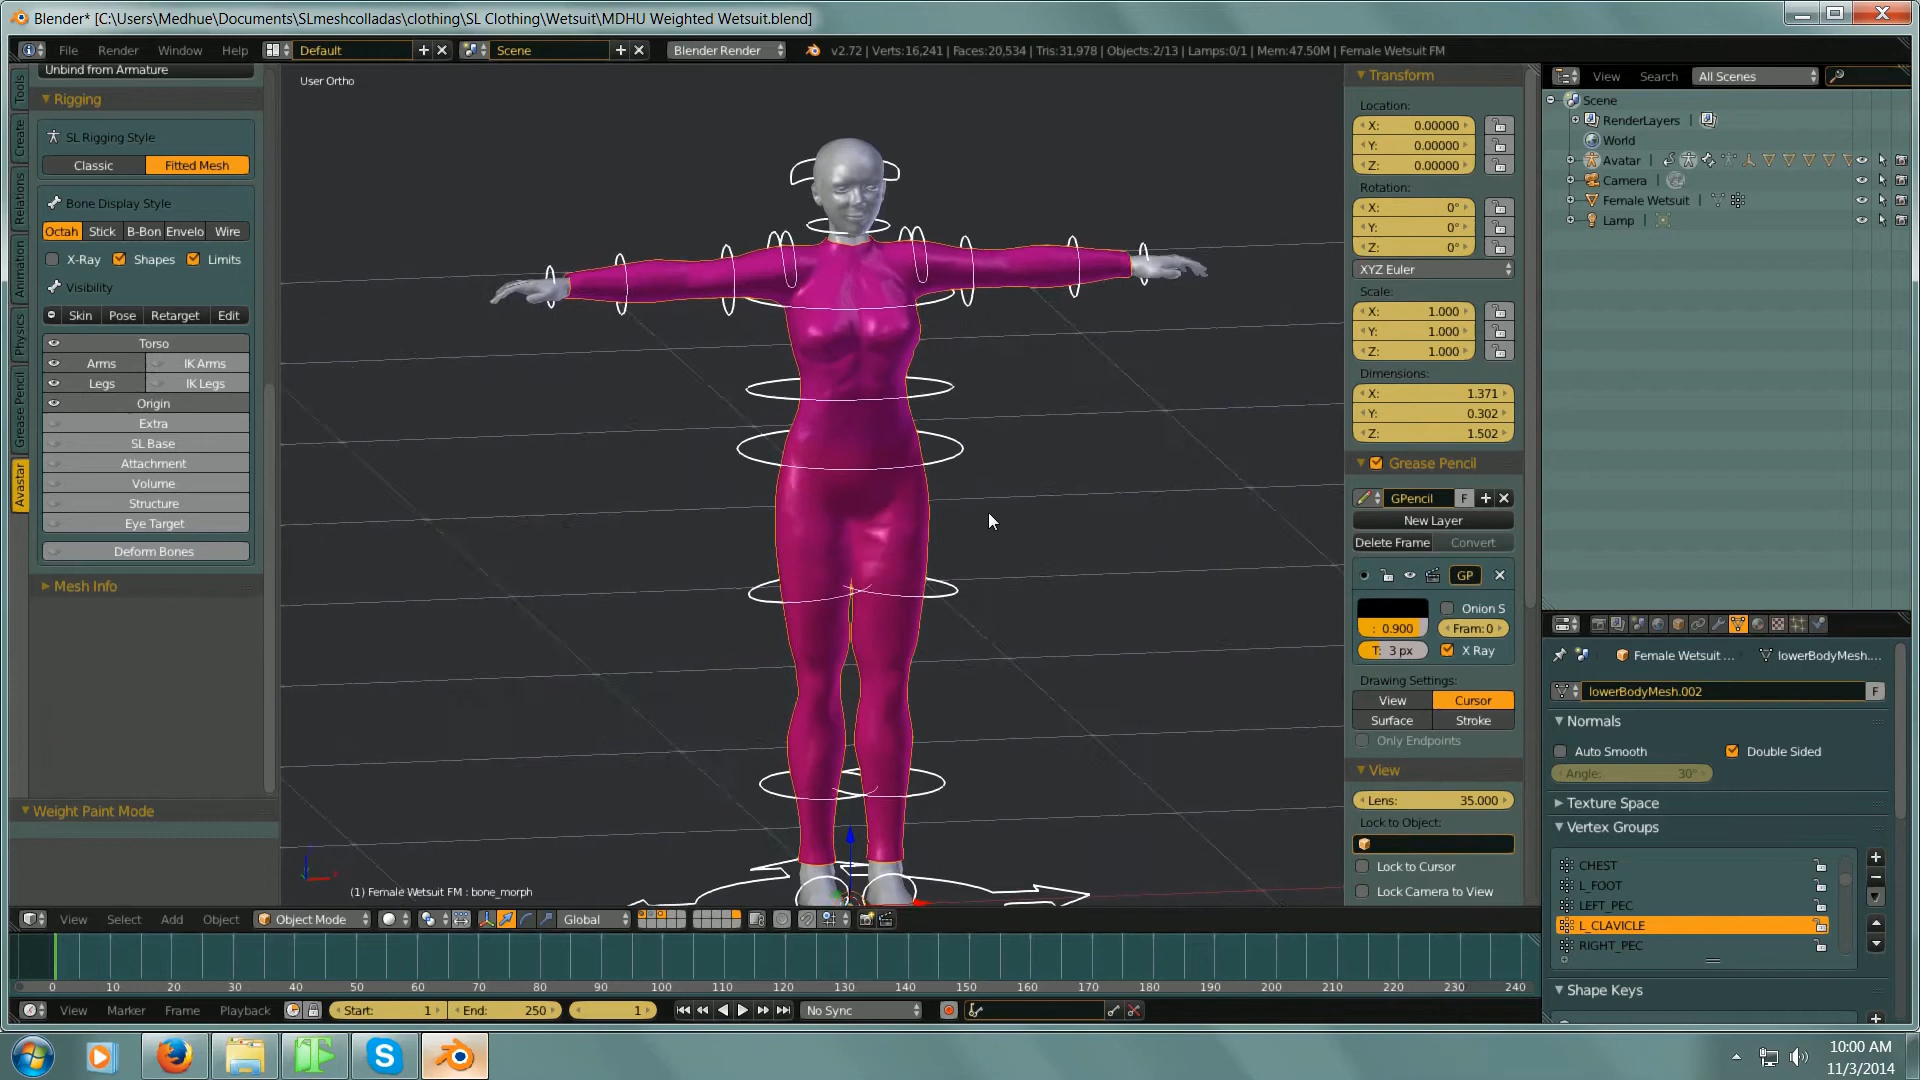 Blender* [C:\Users\Medhue\Documents\SLmeshcolladas\clothing\SL Clothing\Wetsuit\MDHU Weighted Wetsuit.blend]
File Render Window Help Default Scene Blender Render v2.72 | Verts:16,241 | Faces:20,534 | Tris:31,978 | Objects:2/13 | Lamps:0/1 | Mem:47.50M | Female Wetsuit FM
Tools
Create
Relations
Animation
Physics
Grease Pencil
Avastar
Unbind from Armature
Rigging
SL Rigging Style
Classic Fitted Mesh
Bone Display Style
Octah Stick B-Bon Envelo Wire
X-Ray Shapes Limits
Visibility
Skin Pose Retarget Edit
Torso
Arms IK Arms
Legs IK Legs
Origin
Extra
SL Base
Attachment
Volume
Structure
Eye Target
Deform Bones
Mesh Info
Weight Paint Mode
User Ortho
(1) Female Wetsuit FM : bone_morph
Transform
Location:
X: 0.00000
Y: 0.00000
Z: 0.00000
Rotation:
X: 0°
Y: 0°
Z: 0°
XYZ Euler
Scale:
X: 1.000
Y: 1.000
Z: 1.000
Dimensions:
X: 1.371
Y: 0.302
Z: 1.502
Grease Pencil
GPencil F
New Layer
Delete Frame Convert
GP
Onion S
: 0.900 Fram: 0
T: 3 px X Ray
Drawing Settings:
View Cursor
Surface Stroke
Only Endpoints
View
Lens: 35.000
Lock to Object:
Lock to Cursor
Lock Camera to View
View Search All Scenes
Scene
RenderLayers
World
Avatar
Camera
Female Wetsuit
Lamp
Female Wetsuit ... lowerBodyMesh....
lowerBodyMesh.002 F
Normals
Auto Smooth Double Sided
Angle: 30°
Texture Space
Vertex Groups
CHEST
L_FOOT
LEFT_PEC
L_CLAVICLE
RIGHT_PEC
Shape Keys
View Select Add Object Object Mode Global
0 10 20 30 40 50 60 70 80 90 100 110 120 130 140 150 160 170 180 190 200 210 220 230 240
View Marker Frame Playback Start: 1 End: 250 1 No Sync
10:00 AM
11/3/2014